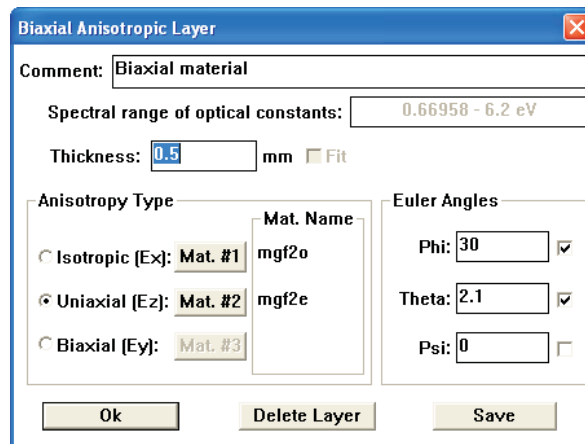 Biaxial Anisotropic Layer
Comment: Biaxial material
Spectral range of optical constants: 0.66958 - 6.2 eV
Thickness: 0.5 mm Fit
Anisotropy Type
Mat. Name
Isotropic (Ex): Mat. #1 mgf2o
Uniaxial (Ez): Mat. #2 mgf2e
Biaxial (Ey): Mat. #3
Euler Angles
Phi: 30
Theta: 2.1
Psi: 0
Ok Delete Layer Save